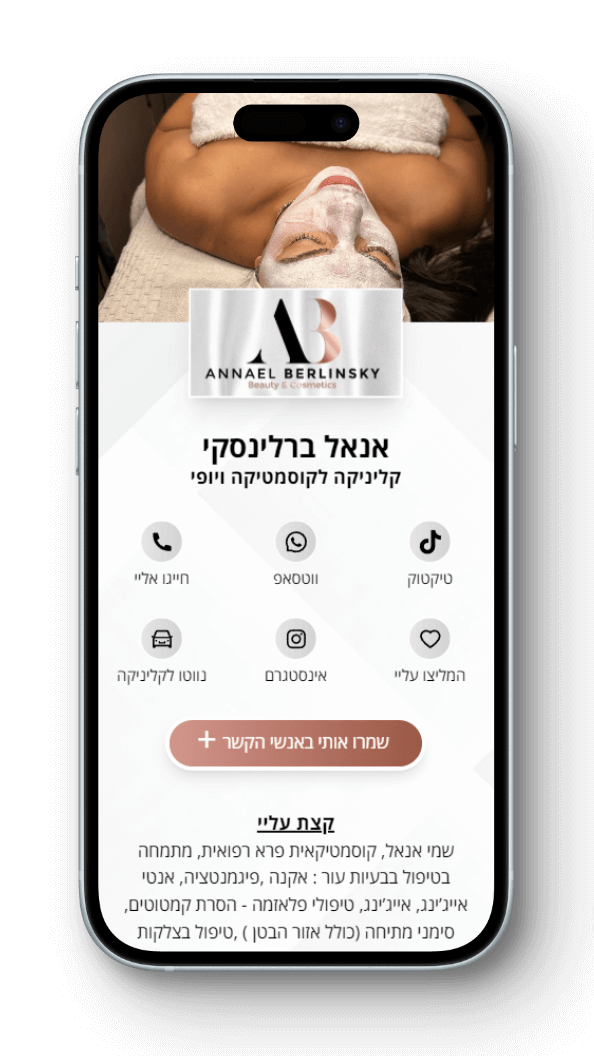 AB
ANNAEL BERLINSKY
Beauty & Cosmetics
אנאל ברלינסקי
קליניקה לקוסמטיקה ויופי
חייגו אליי
ווטסאפ
טיקטוק
נווטו לקליניקה
אינסטגרם
המליצו עליי
שמרו אותי באנשי הקשר +
קצת עליי
שמי אנאל, קוסמטיקאית פרא רפואית, מתמחה
בטיפול בבעיות עור : אקנה ,פיגמנטציה, אנטי
אייג'ינג, אייג'ינג, טיפולי פלאזמה - הסרת קמטוטים,
סימני מתיחה (כולל אזור הבטן ) ,טיפול בצלקות